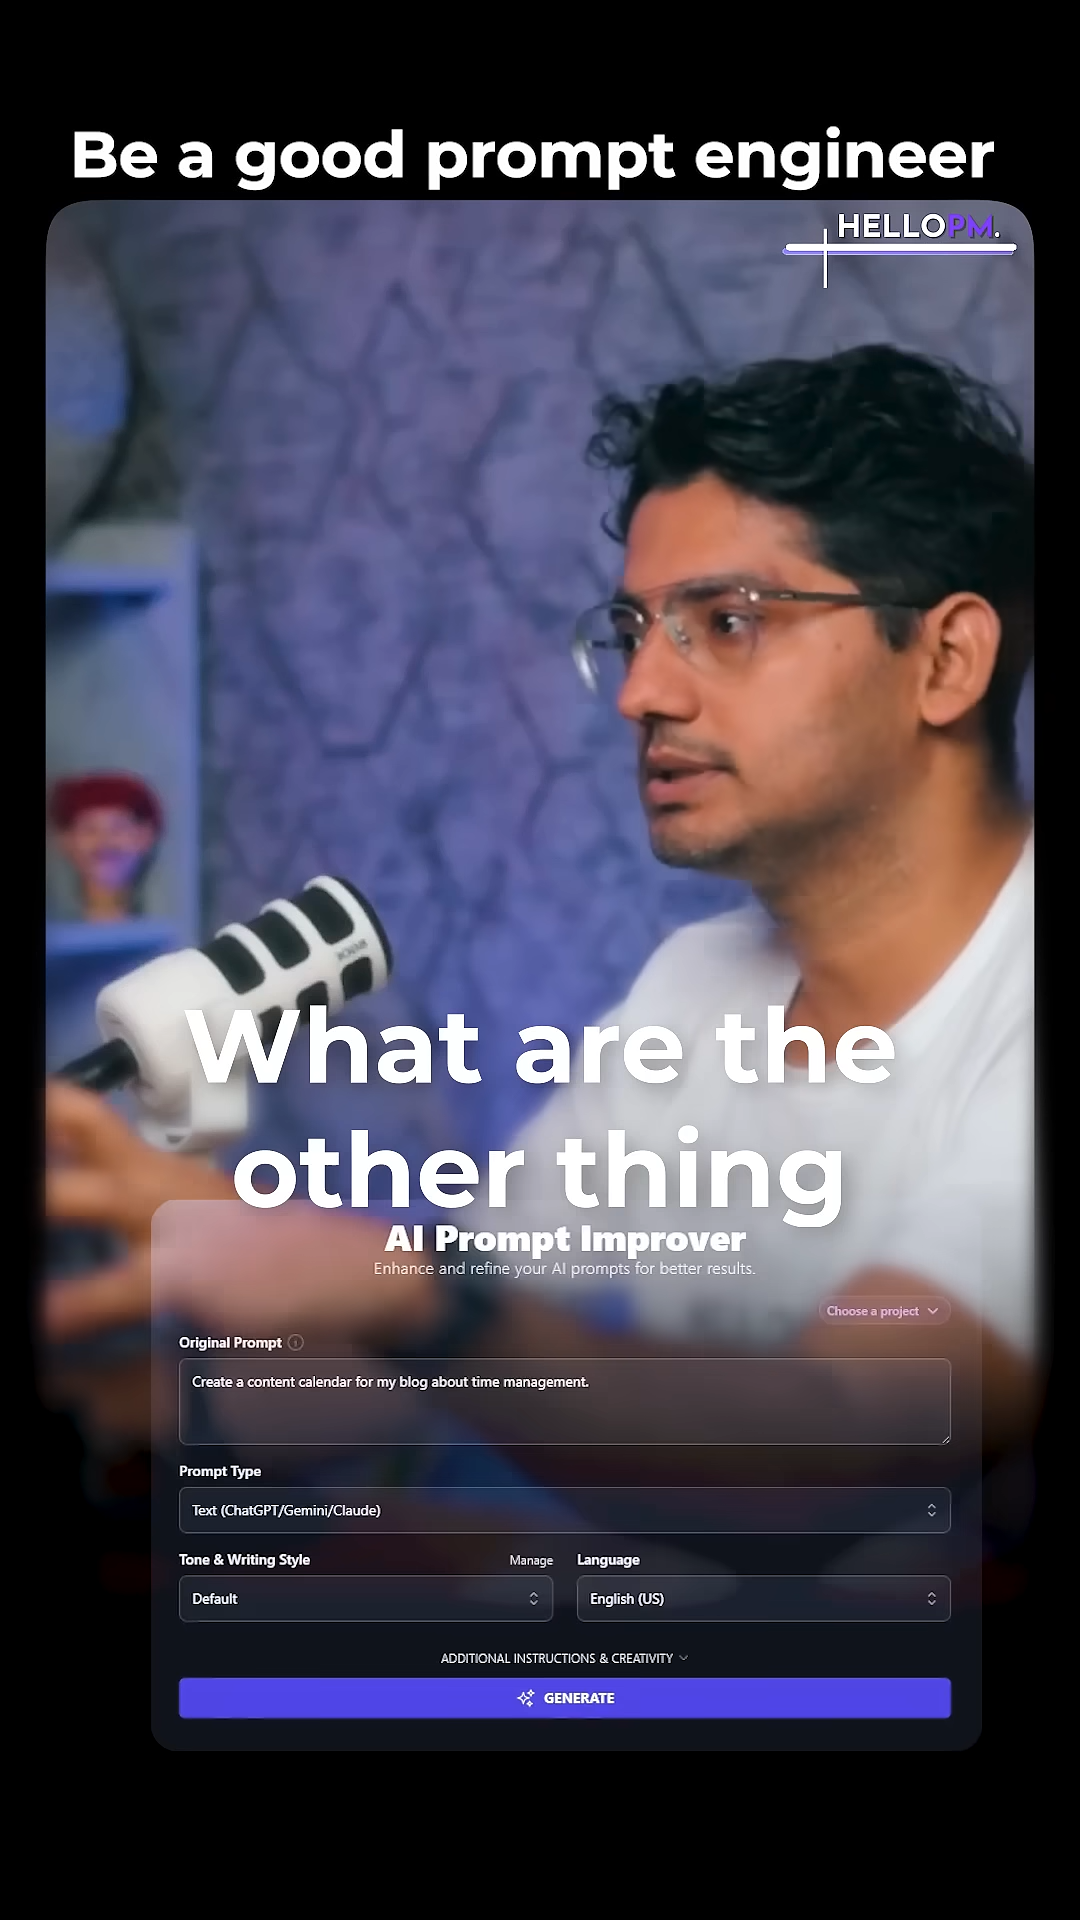 Be a good prompt engineer
HELLOPM.
What are the
other thing
AI Prompt Improver
Enhance and refine your AI prompts for better results.
Choose a project
Original Prompt
Create a content calendar for my blog about time management.
Prompt Type
Text (ChatGPT/Gemini/Claude)
Tone & Writing Style
Manage
Language
Default
English (US)
ADDITIONAL INSTRUCTIONS & CREATIVITY
GENERATE